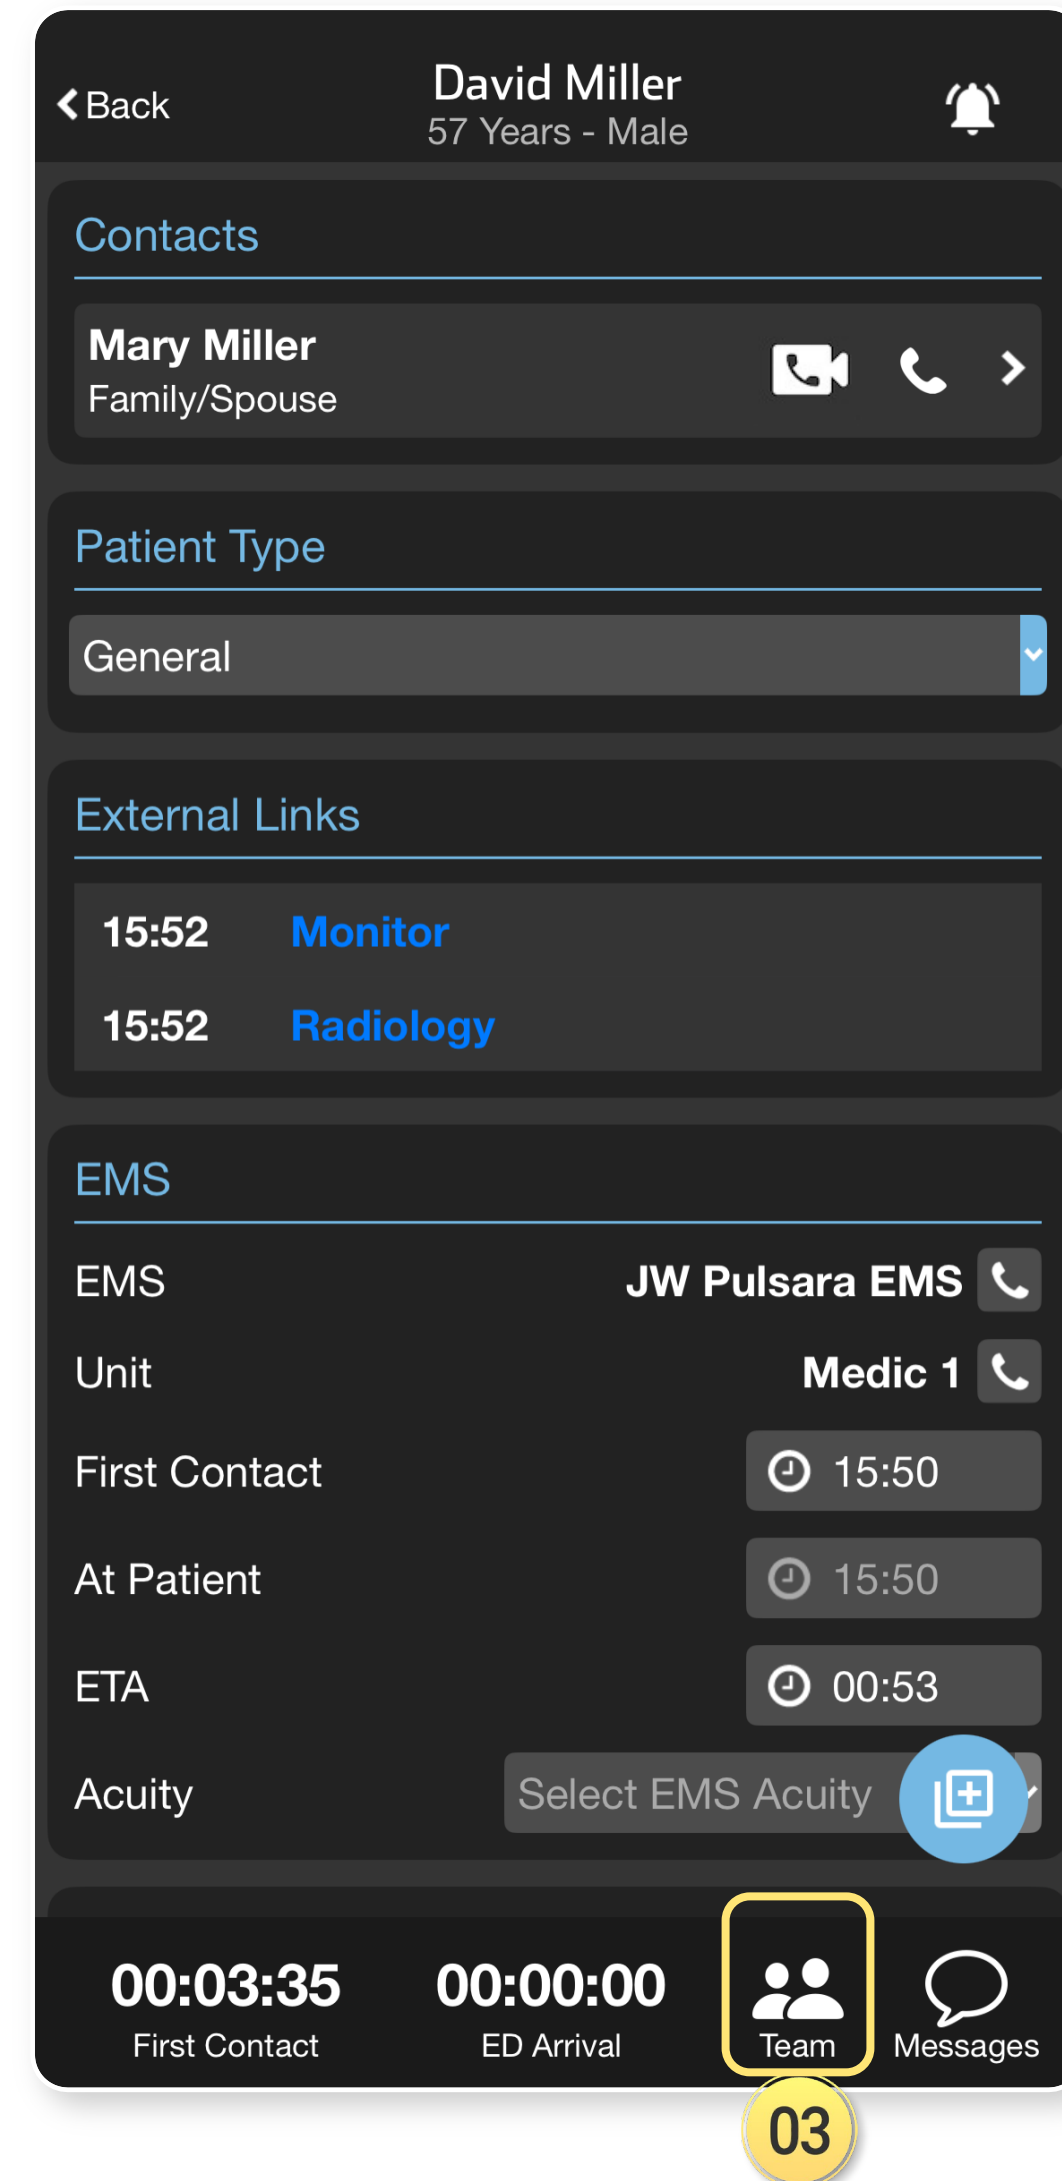 Back
David Miller
57 Years - Male
Contacts
Mary Miller
Family/Spouse
Patient Type
General
External Links
15:52 Monitor
15:52 Radiology
EMS
EMS JW Pulsara EMS
Unit Medic 1
First Contact 15:50
At Patient 15:50
ETA 00:53
Acuity Select EMS Acuity
00:03:35 00:00:00
First Contact ED Arrival Team Messages
03